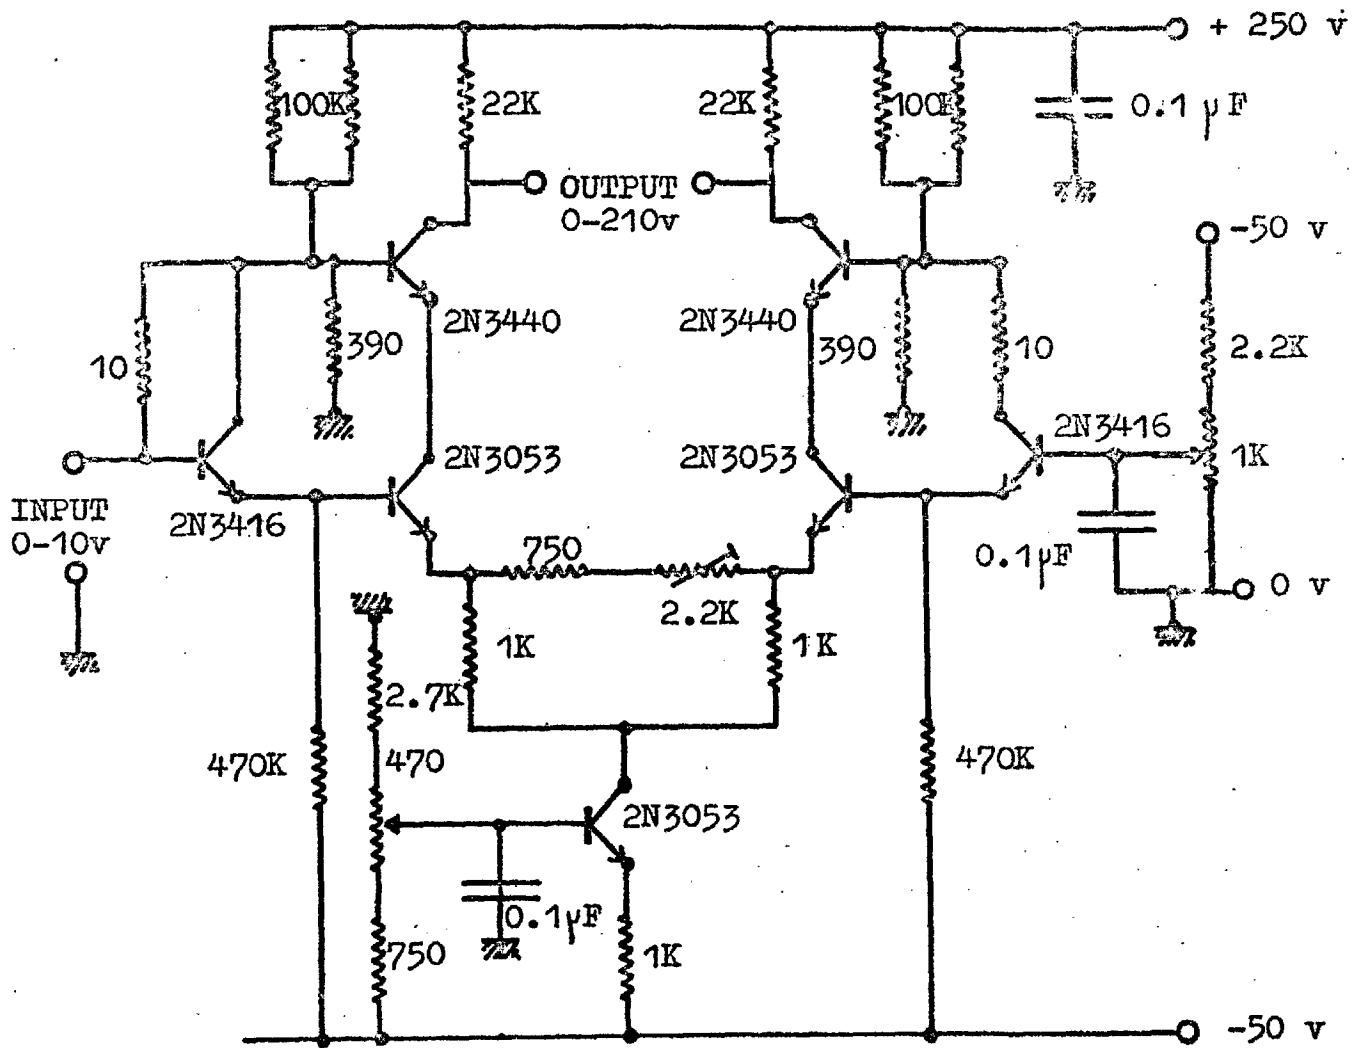 + 250 v
100K
22K
22K
100K
0.1 µF
OUTPUT
0-210v
-50 v
2N3440
2N3440
10
390
390
10
2.2K
2N3053
2N3053
2N3416
1K
INPUT
0-10v
2N3416
750
0.1µF
2.2K
0 v
1K
1K
2.7K
470K
470
470K
2N3053
0.1µF
750
1K
-50 v